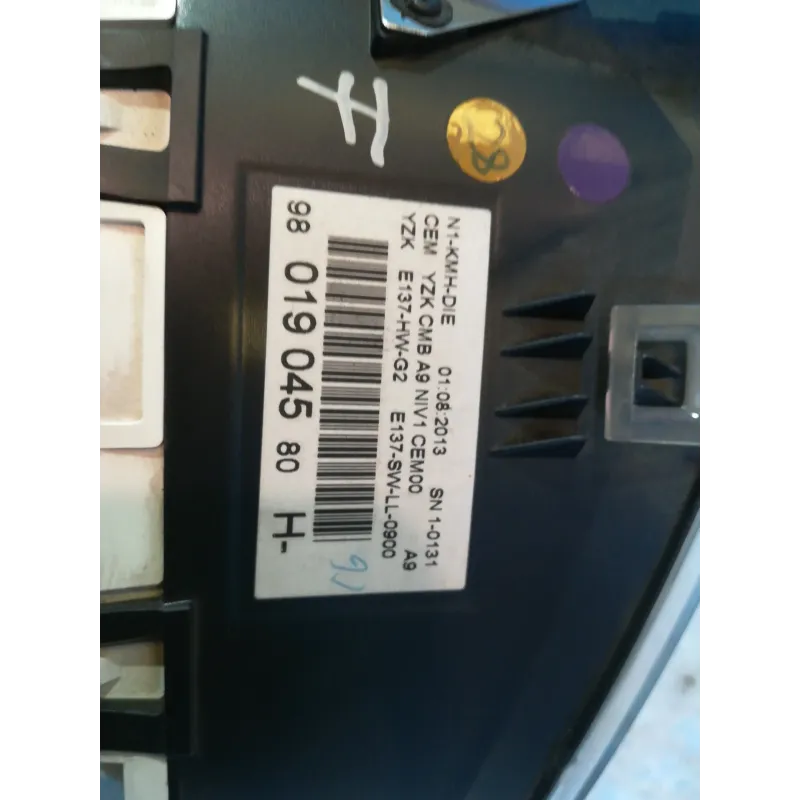 N1-KMH-DIE 01:08:2013 SN 1-0131
CEM YZK CMB A9 NIV1 CEM00 A9
YZK E137-HW-G2 E137-SW-LL-0900
98 019 045 80 H-